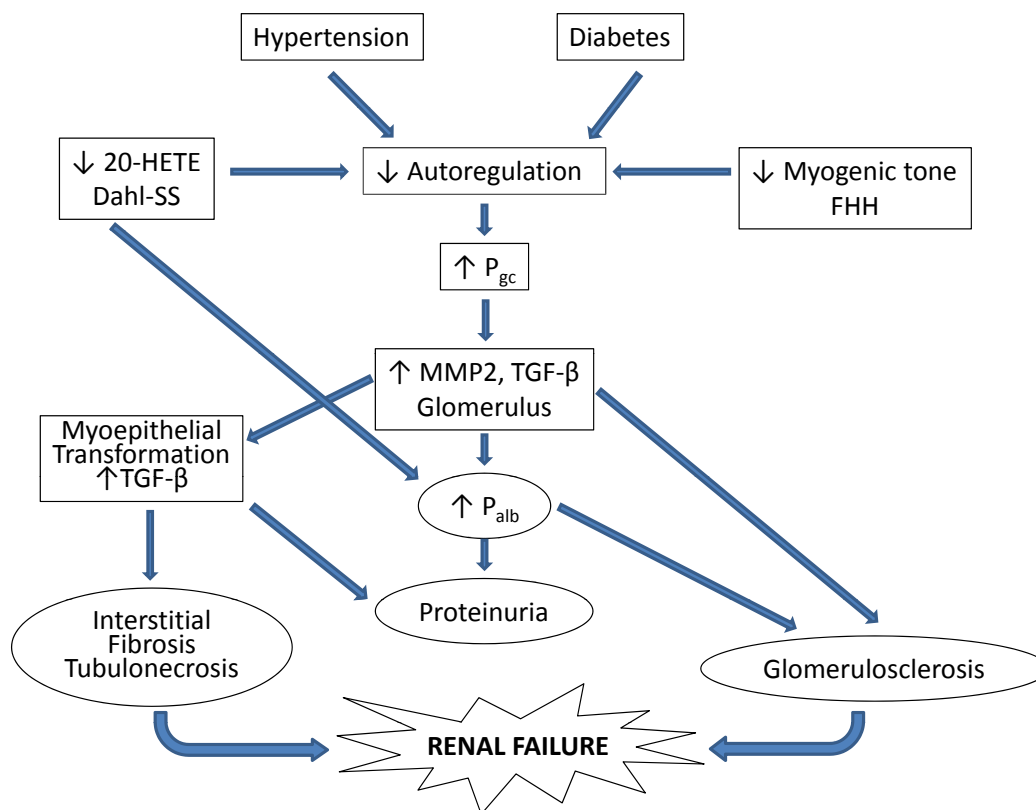 Hypertension
Diabetes
↓ 20-HETE
Dahl-SS
↓ Autoregulation
↓ Myogenic tone
FHH
↑ Pgc
↑ MMP2, TGF-β
Glomerulus
Myoepithelial
Transformation
↑TGF-β
↑ Palb
Interstitial
Fibrosis
Tubulonecrosis
Proteinuria
Glomerulosclerosis
RENAL FAILURE